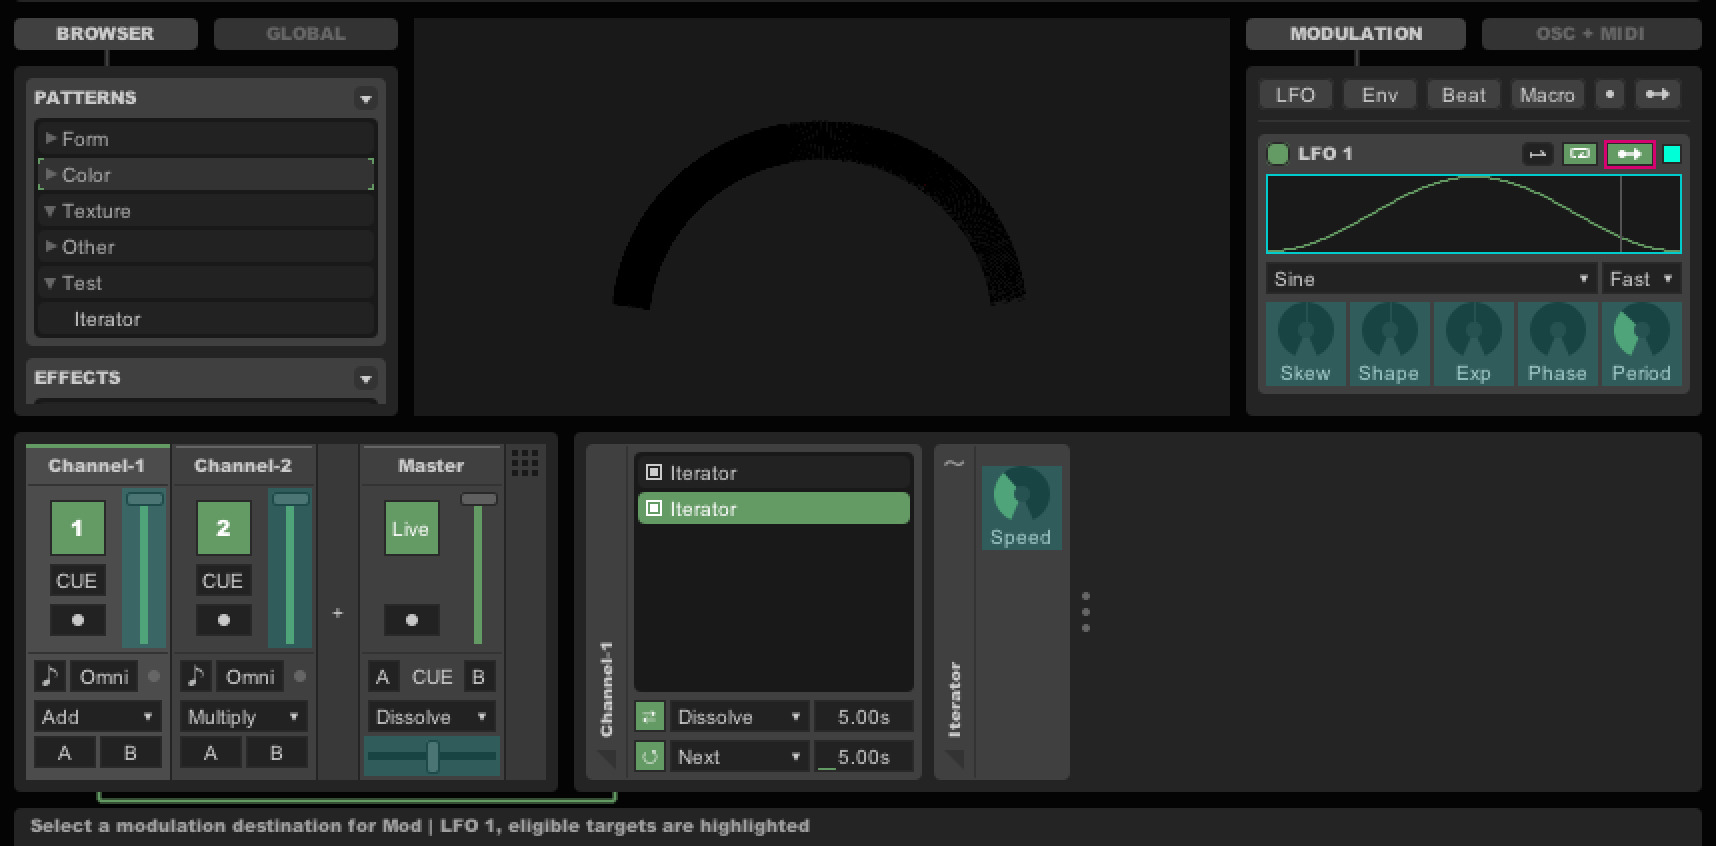 BROWSER
GLOBAL
PATTERNS
Form
Color
Texture
Other
Test
Iterator
EFFECTS
MODULATION
OSC + MIDI
LFO
Env
Beat
Macro
LFO 1
Sine
Fast
Skew
Shape
Exp
Phase
Period
Channel-1
Channel-2
Master
1
2
Live
CUE
CUE
+
Omni
Omni
A
CUE
B
Add
Multiply
Dissolve
A
B
A
B
Channel-1
Iterator
Iterator
Dissolve
5.00s
Next
5.00s
Iterator
Speed
Select a modulation destination for Mod | LFO 1, eligible targets are highlighted